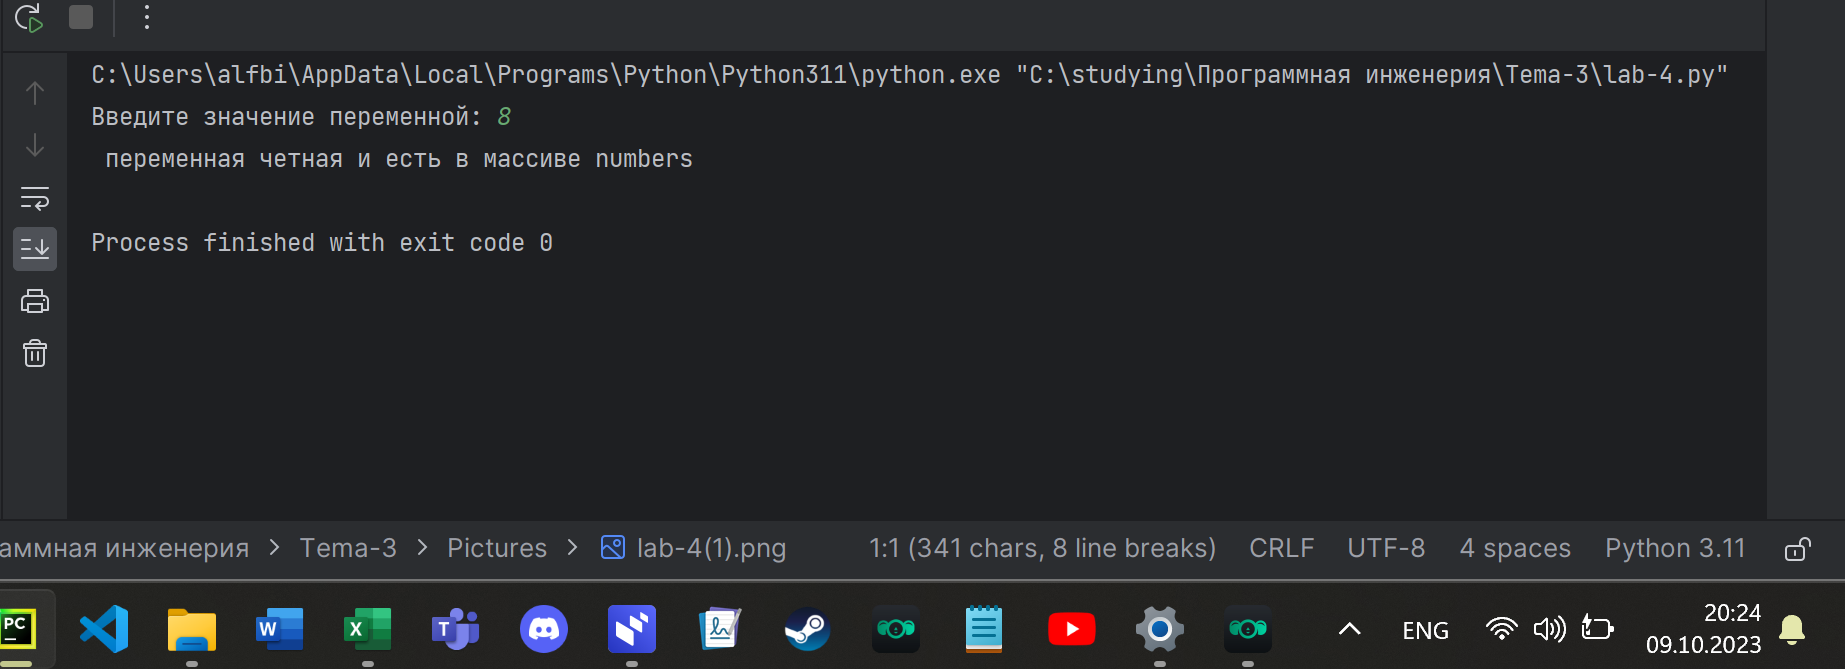 C:\Users\alfbi\AppData\Local\Programs\Python\Python311\python.exe "C:\studying\Программная инженерия\Tema-3\lab-4.py"
Введите значение переменной: 8
переменная четная и есть в массиве numbers
Process finished with exit code 0
аммная инженерия > Tema-3 > Pictures > lab-4(1).png 1:1 (341 chars, 8 line breaks) CRLF UTF-8 4 spaces Python 3.11
PC W X T ENG 20:24
09.10.2023